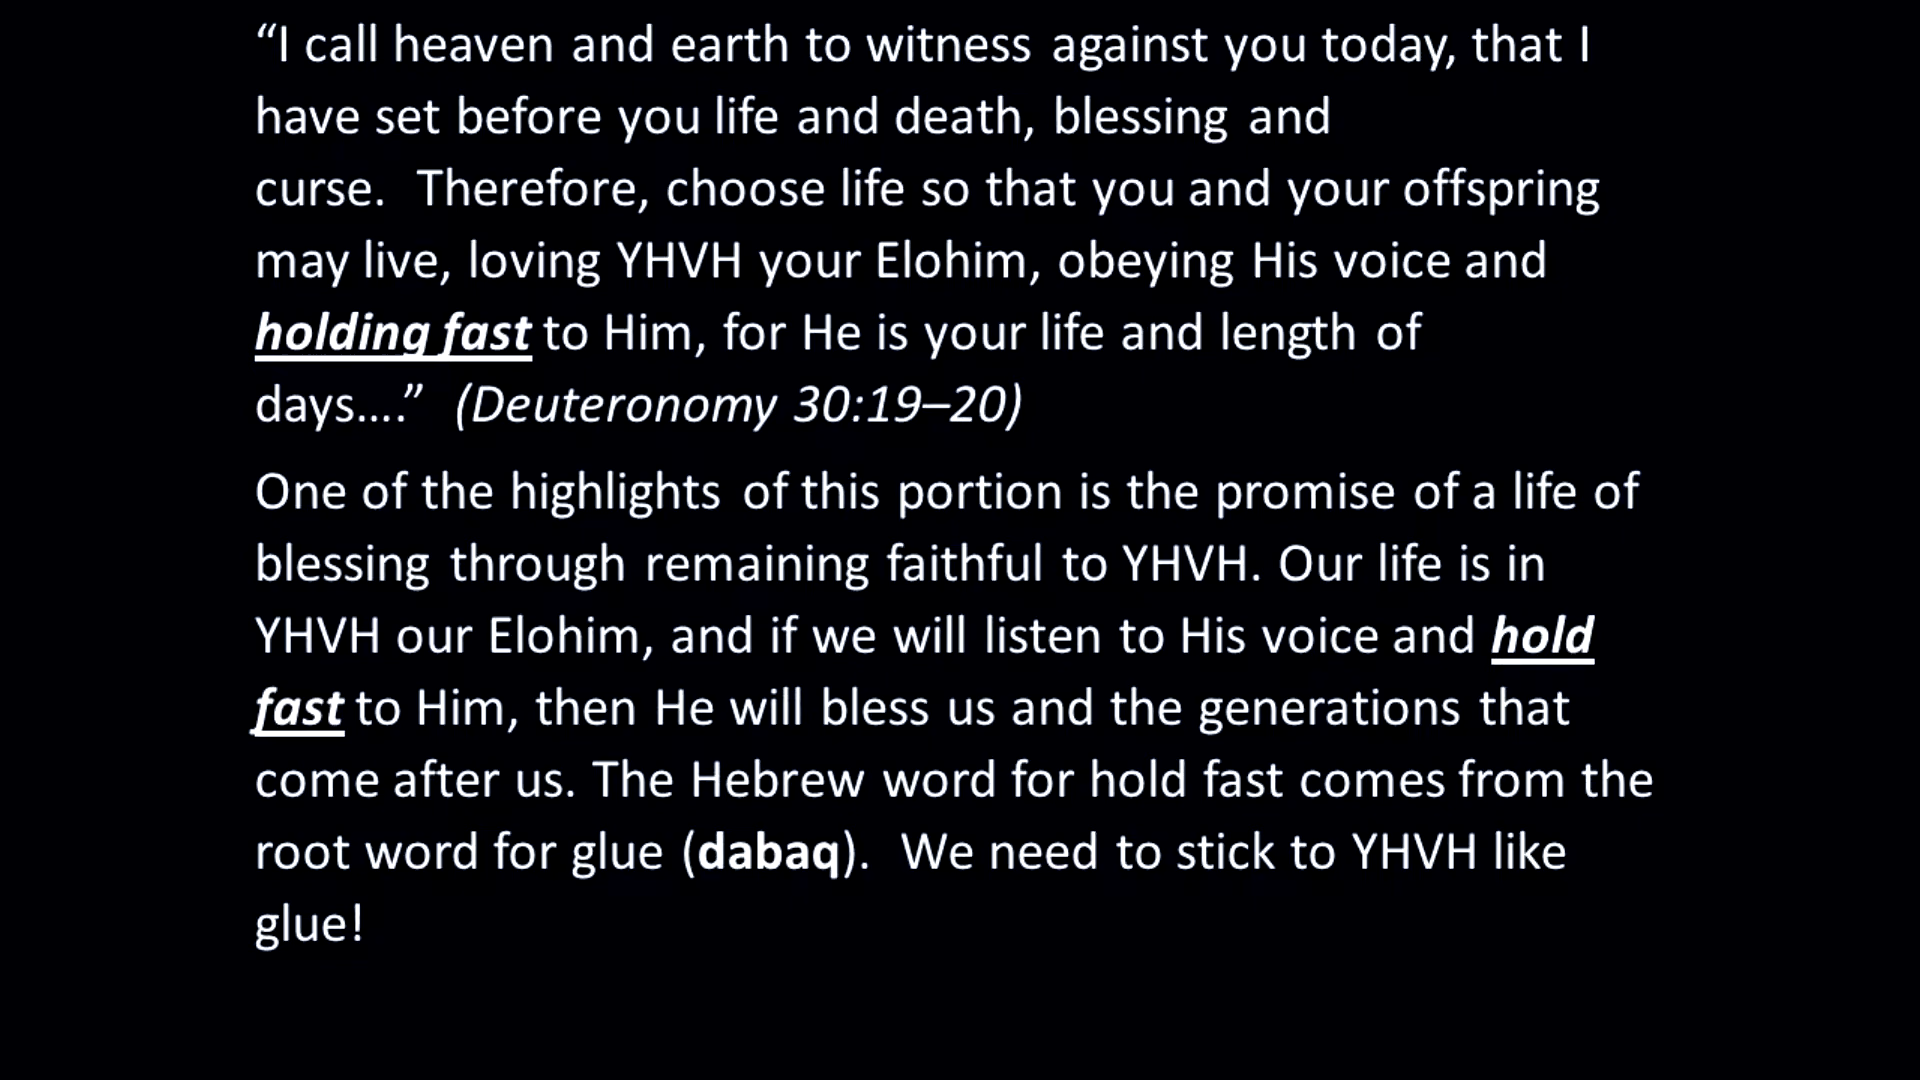 “I call heaven and earth to witness against you today, that I
have set before you life and death, blessing and
curse.  Therefore, choose life so that you and your offspring
may live, loving YHVH your Elohim, obeying His voice and
holding fast to Him, for He is your life and length of
days....”  (Deuteronomy 30:19–20)
One of the highlights of this portion is the promise of a life of
blessing through remaining faithful to YHVH. Our life is in
YHVH our Elohim, and if we will listen to His voice and hold
fast to Him, then He will bless us and the generations that
come after us. The Hebrew word for hold fast comes from the
root word for glue (dabaq).  We need to stick to YHVH like
glue!